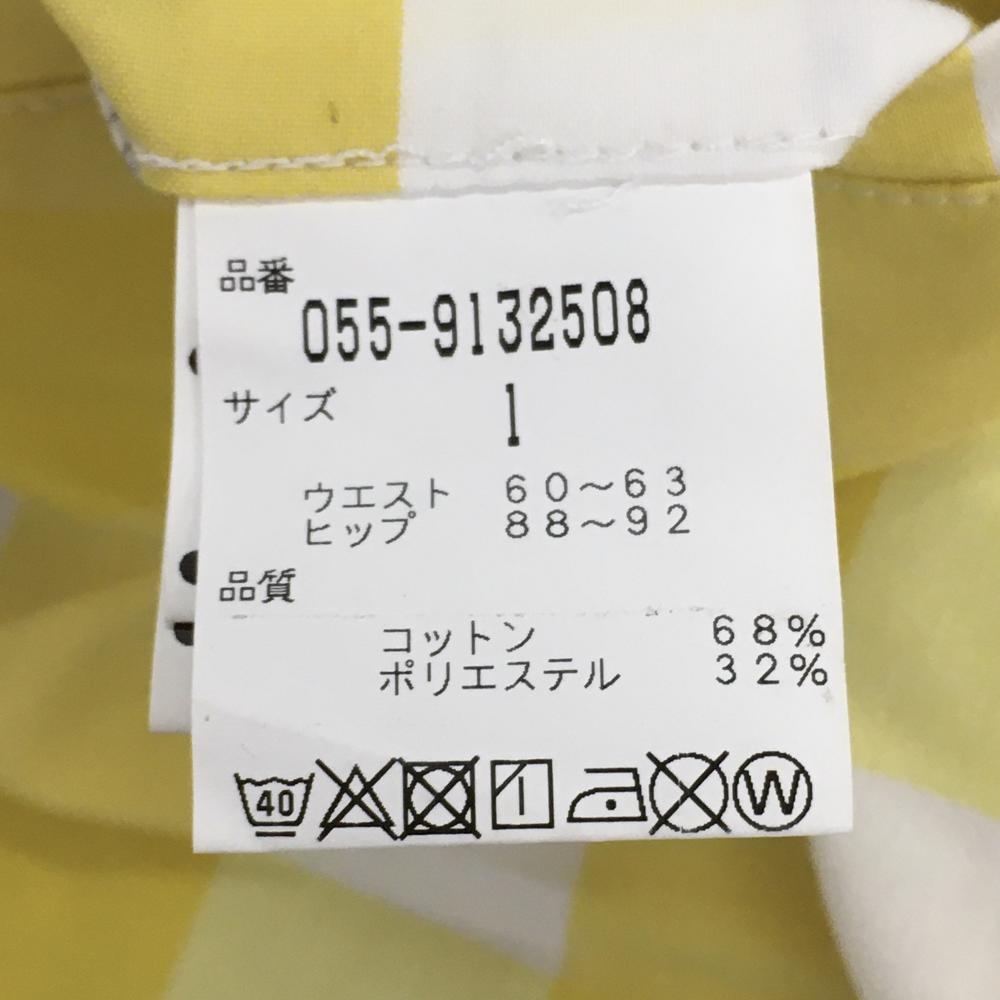 品番
055-9132508
サイズ 1
ウエスト 60～63
ヒップ 88～92
品質
コットン 68%
ポリエステル 32%
40 W